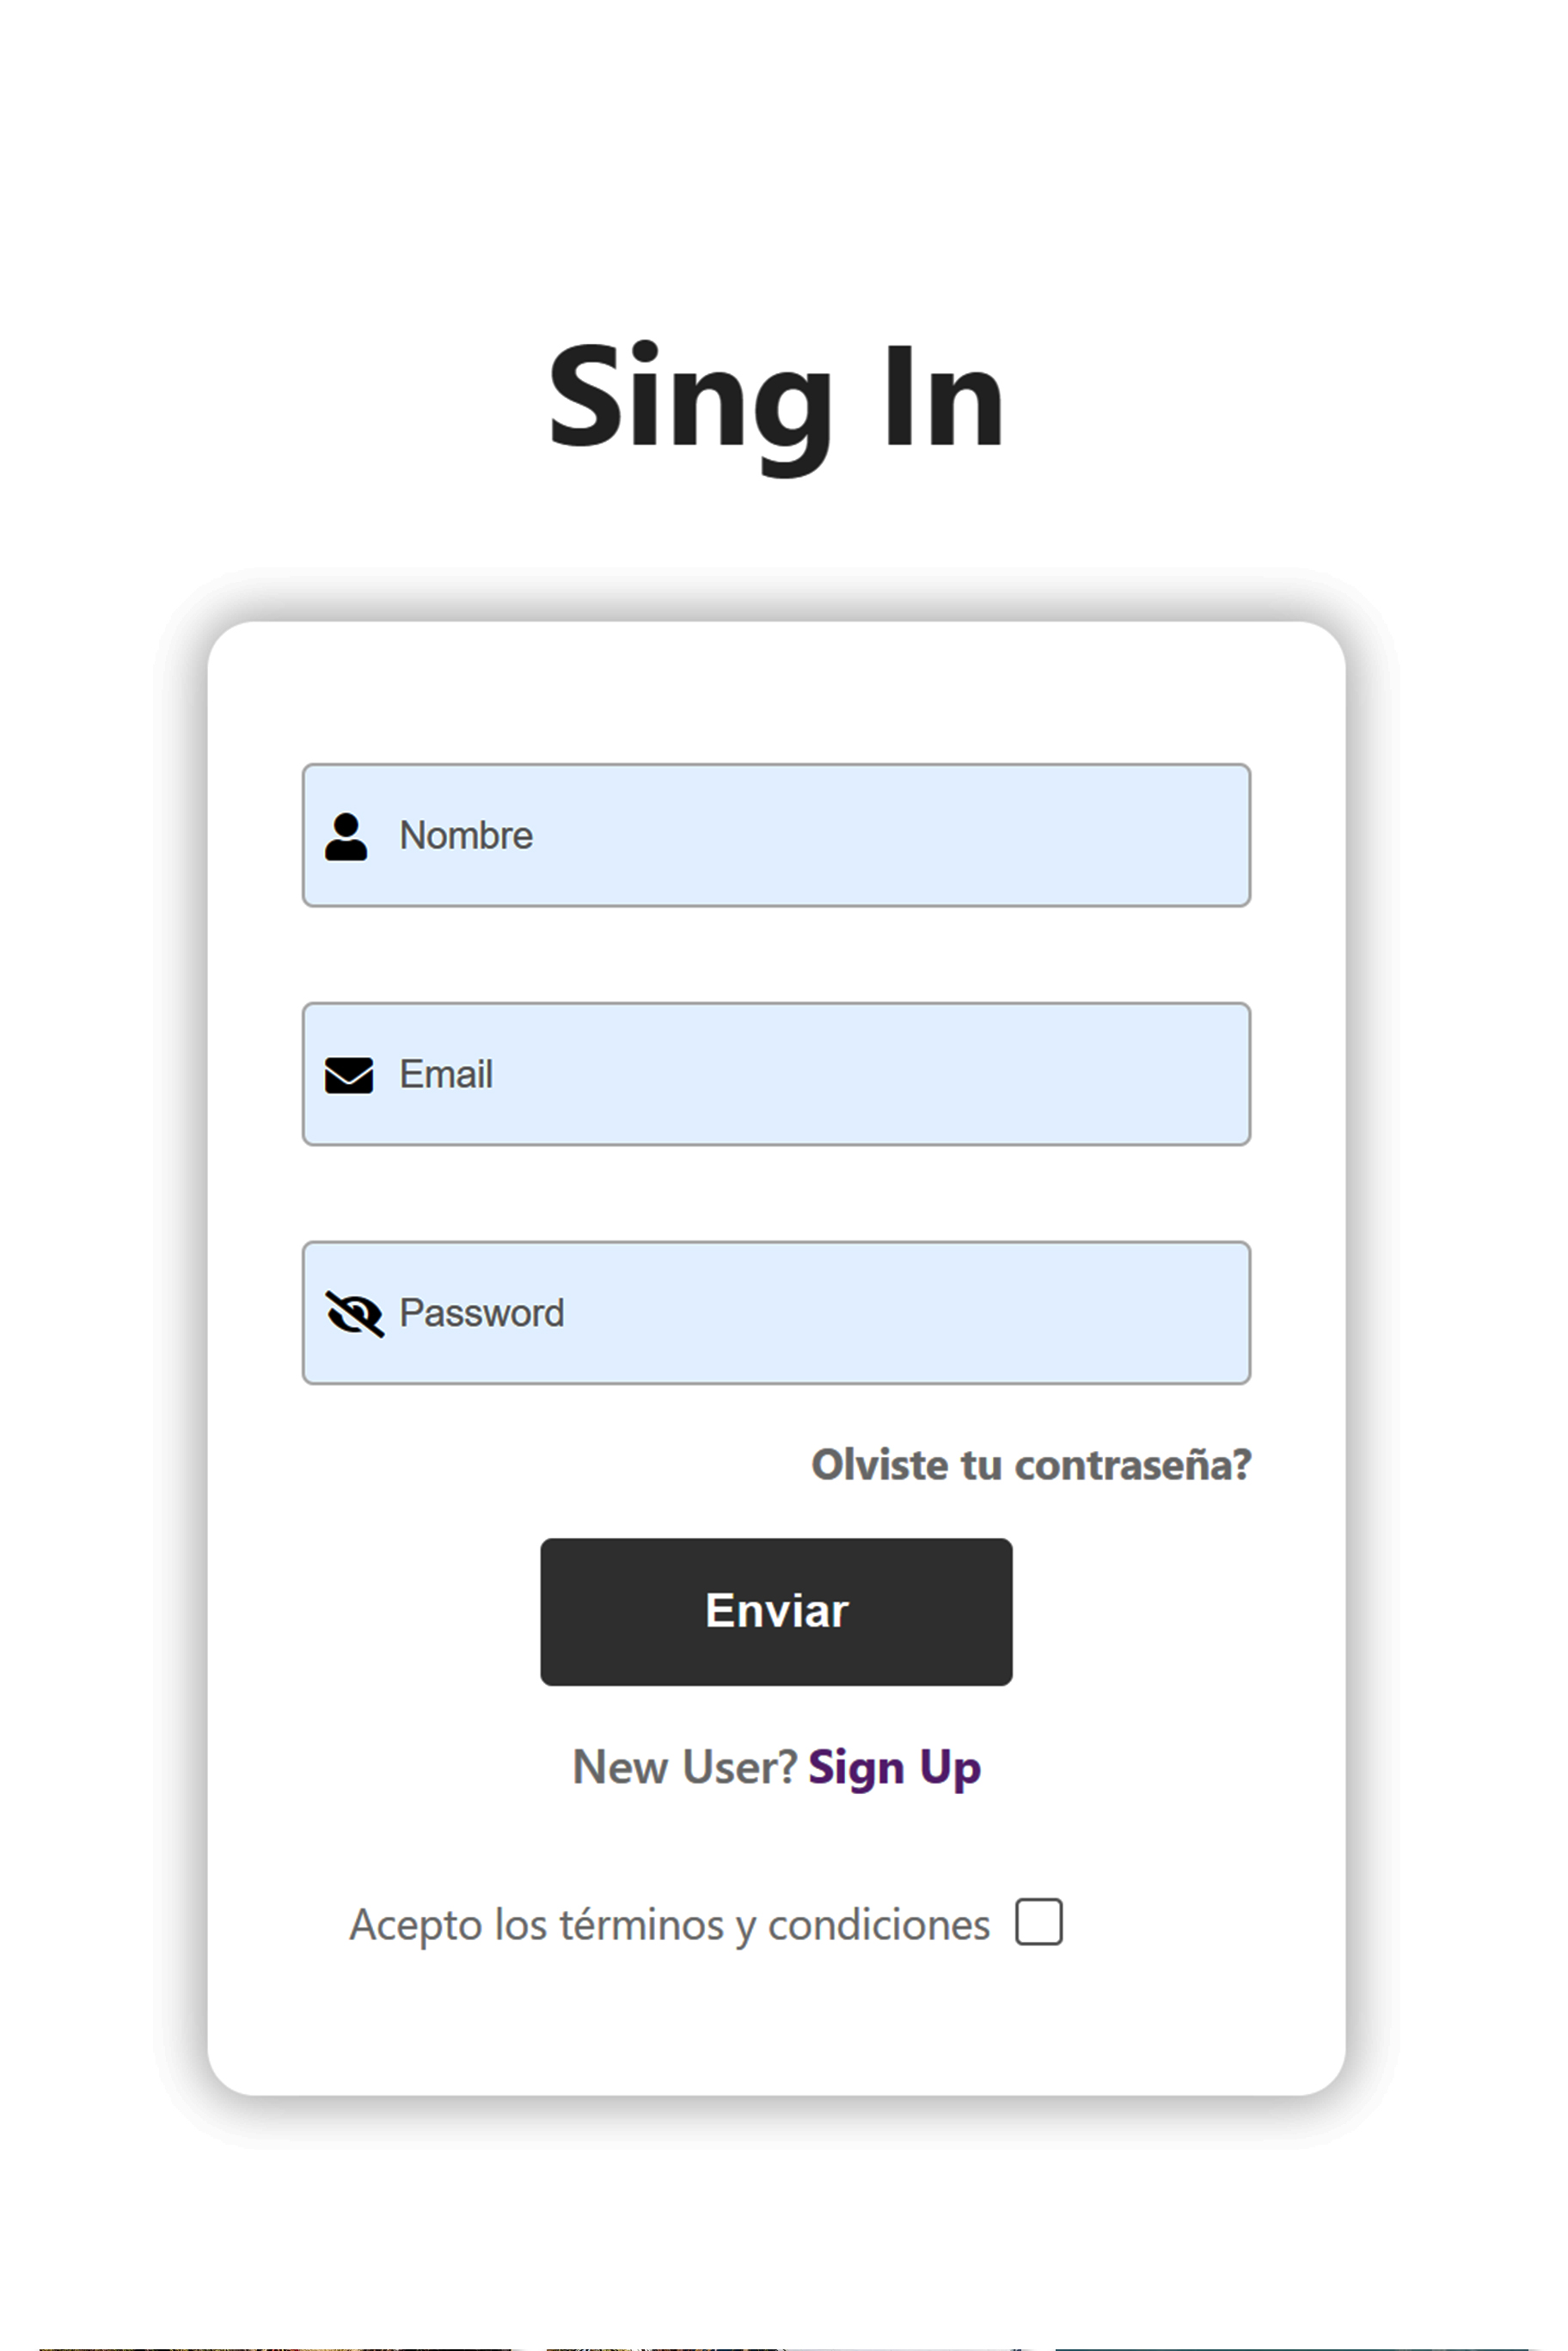 Sing In
Nombre
Email
Password
Olviste tu contraseña?
Enviar
New User? Sign Up
Acepto los términos y condiciones